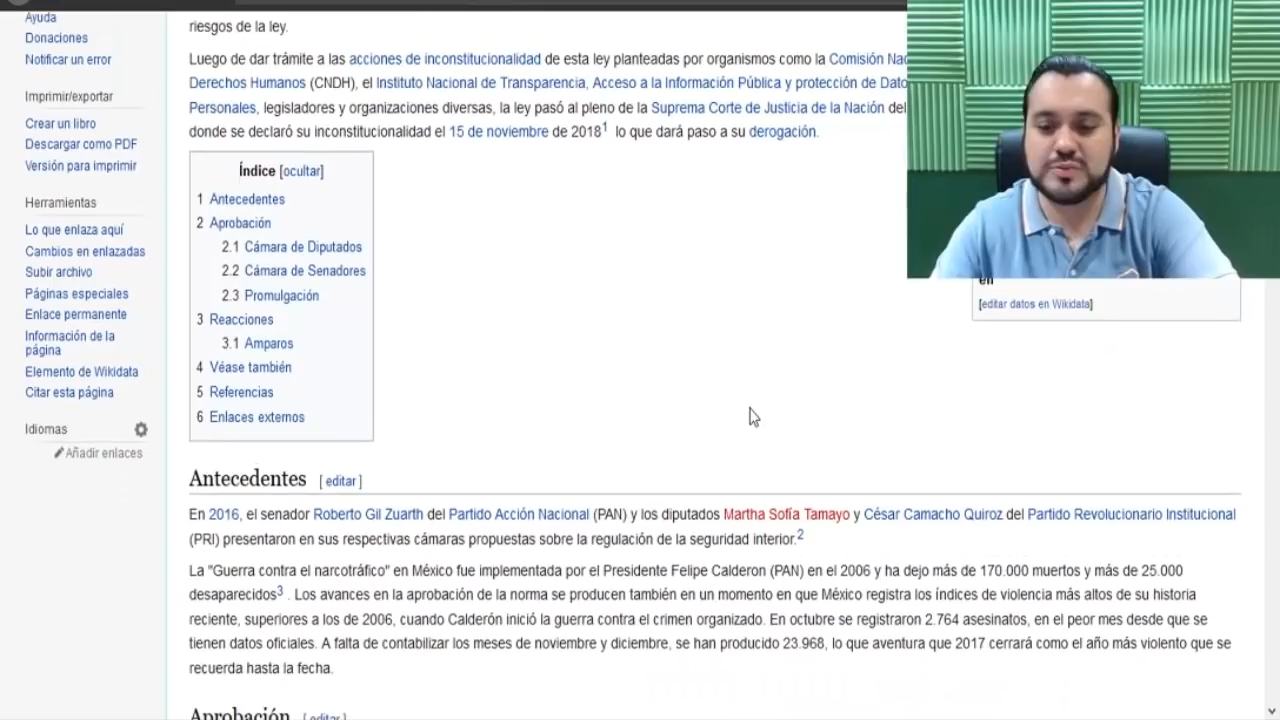 Ayuda
Donaciones
Notificar un error
Imprimir/exportar
Crear un libro
Descargar como PDF
Versión para imprimir
Herramientas
Lo que enlaza aquí
Cambios en enlazadas
Subir archivo
Páginas especiales
Enlace permanente
Información de la
página
Elemento de Wikidata
Citar esta página
Idiomas
Añadir enlaces
riesgos de la ley.
Luego de dar trámite a las acciones de inconstitucionalidad de esta ley planteadas por organismos como la Comisión
Derechos Humanos (CNDH), el Instituto Nacional de Transparencia, Acceso a la Información Pública y protección de
Personales, legisladores y organizaciones diversas, la ley pasó al pleno de la Suprema Corte de Justicia de la Nación
donde se declaró su inconstitucionalidad el 15 de noviembre de 2018¹ lo que dará paso a su derogación.
Índice [ocultar]
1 Antecedentes
2 Aprobación
2.1 Cámara de Diputados
2.2 Cámara de Senadores
2.3 Promulgación
3 Reacciones
3.1 Amparos
4 Véase también
5 Referencias
6 Enlaces externos
en
[editar datos en Wikidata]
Antecedentes [ editar ]
En 2016, el senador Roberto Gil Zuarth del Partido Acción Nacional (PAN) y los diputados Martha Sofía Tamayo y César Camacho Quiroz del Partido Revolucionario Institucional
(PRI) presentaron en sus respectivas cámaras propuestas sobre la regulación de la seguridad interior.²
La "Guerra contra el narcotráfico" en México fue implementada por el Presidente Felipe Calderon (PAN) en el 2006 y ha dejo más de 170.000 muertos y más de 25.000
desaparecidos³ . Los avances en la aprobación de la norma se producen también en un momento en que México registra los índices de violencia más altos de su historia
reciente, superiores a los de 2006, cuando Calderón inició la guerra contra el crimen organizado. En octubre se registraron 2.764 asesinatos, en el peor mes desde que se
tienen datos oficiales. A falta de contabilizar los meses de noviembre y diciembre, se han producido 23.968, lo que aventura que 2017 cerrará como el año más violento que se
recuerda hasta la fecha.
Aprobación [ editar ]